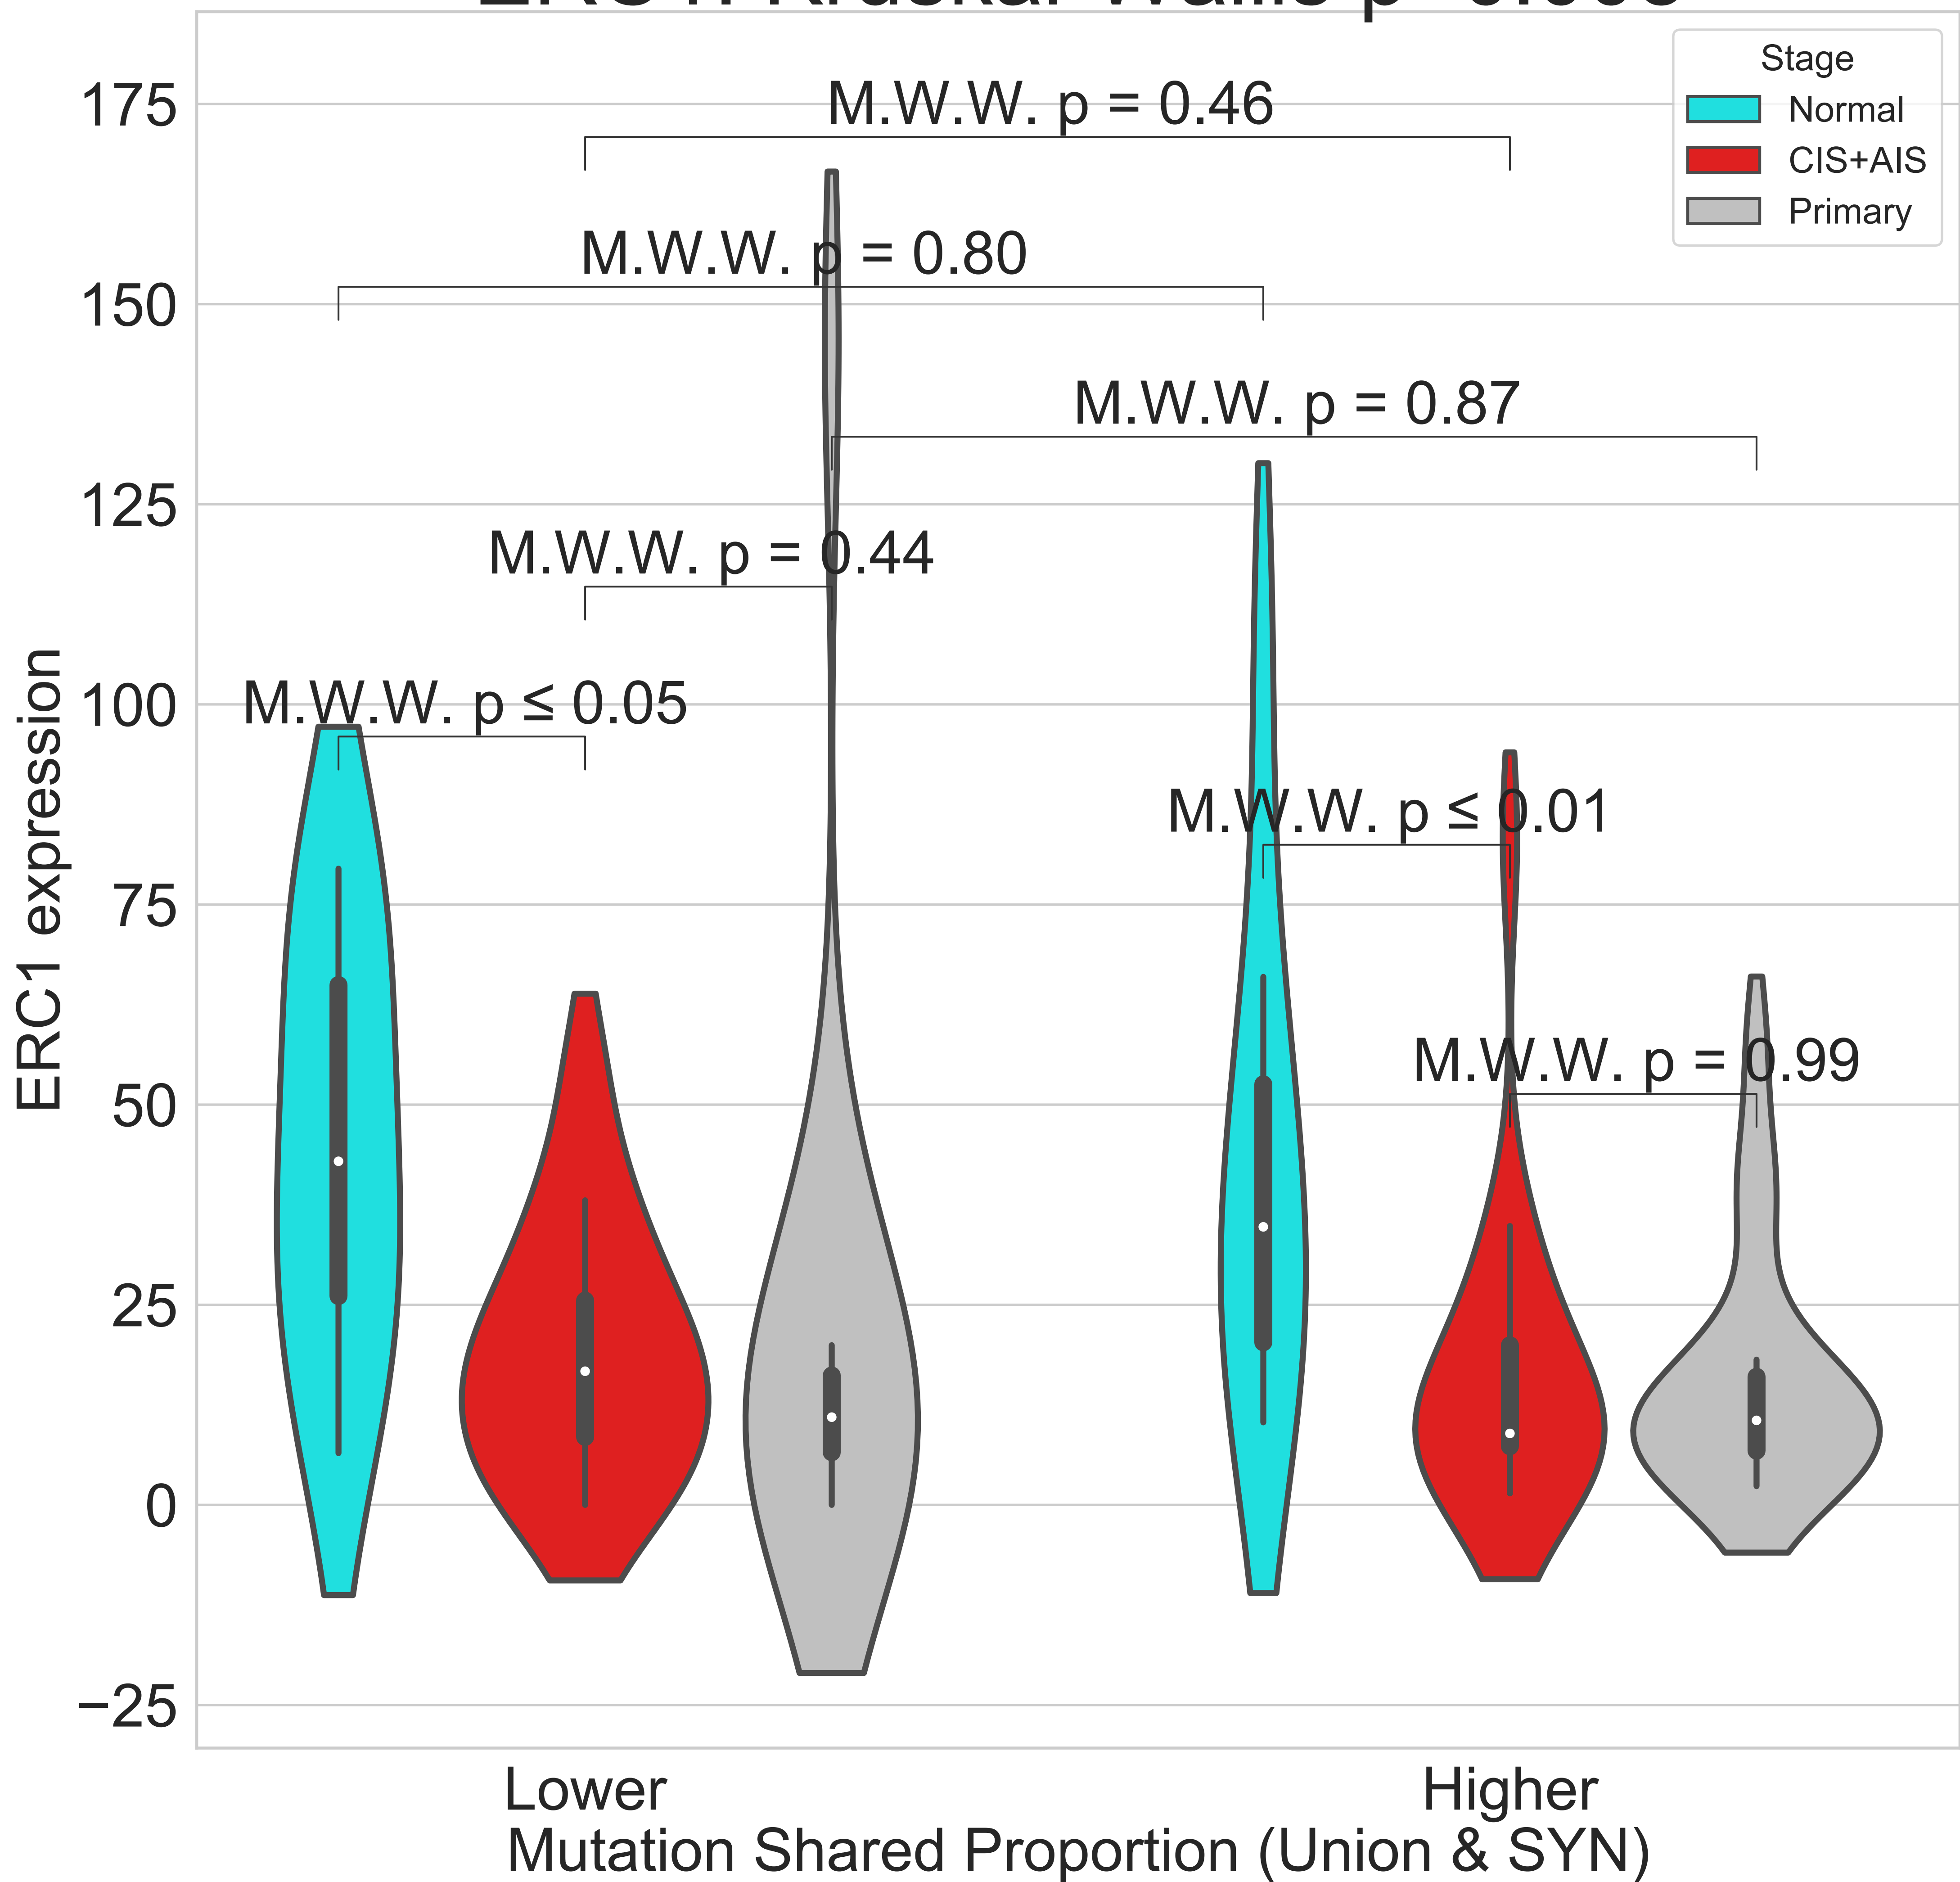 175
150
125
100
75
50
25
0
−25
ERC1 expression
M.W.W. p = 0.46
M.W.W. p = 0.80
M.W.W. p = 0.87
M.W.W. p = 0.44
M.W.W. p ≤ 0.05
M.W.W. p ≤ 0.01
M.W.W. p = 0.99
Stage
Normal
CIS+AIS
Primary
Lower
Higher
Mutation Shared Proportion (Union & SYN)